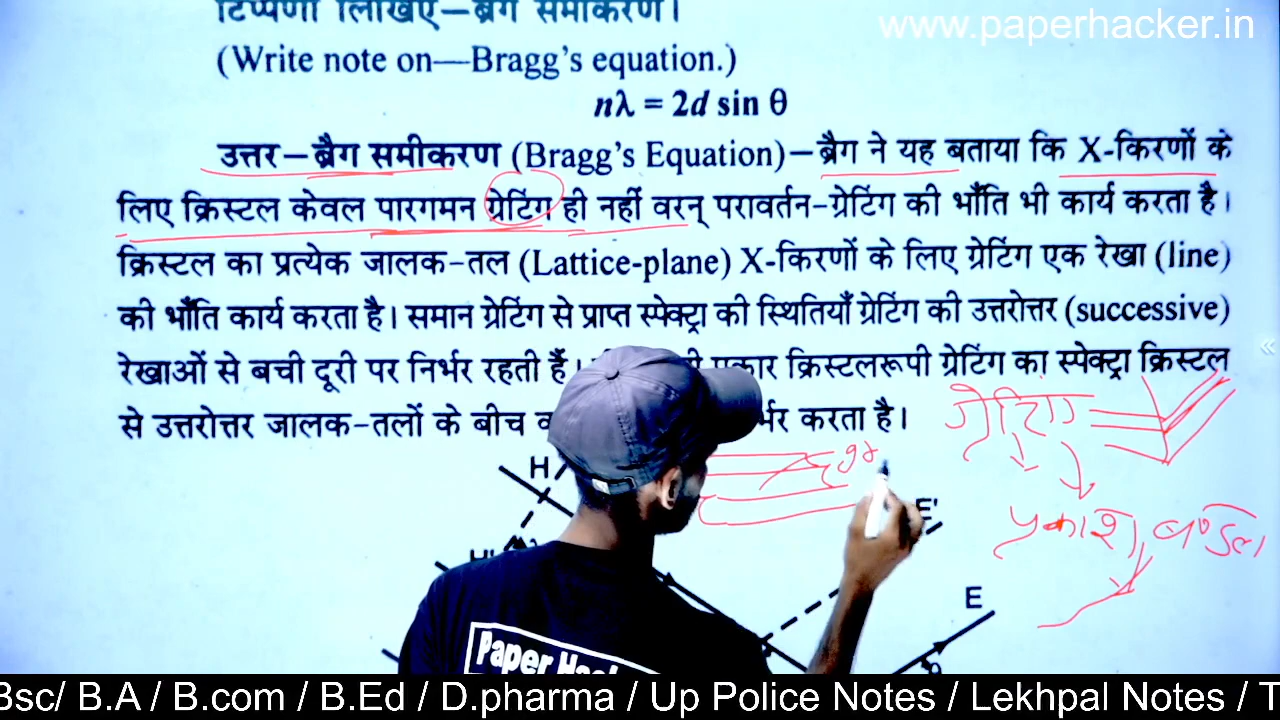 टिप्पणी लिखिए—ब्रैग समीकरण।
www.paperhacker.in
(Write note on—Bragg's equation.)
nλ = 2d sin θ
उत्तर—ब्रैग समीकरण (Bragg's Equation)—ब्रैग ने यह बताया कि X-किरणों के
लिए क्रिस्टल केवल पारगमन ग्रेटिंग ही नहीं वरन् परावर्तन-ग्रेटिंग की भाँति भी कार्य करता है।
क्रिस्टल का प्रत्येक जालक-तल (Lattice-plane) X-किरणों के लिए ग्रेटिंग एक रेखा (line)
की भाँति कार्य करता है। समान ग्रेटिंग से प्राप्त स्पेक्ट्रा की स्थितियाँ ग्रेटिंग की उत्तरोत्तर (successive)
रेखाओं से बची दूरी पर निर्भर रहती हैं। क्रिस्टलरूपी ग्रेटिंग का स्पेक्ट्रा क्रिस्टल
से उत्तरोत्तर जालक-तलों के बीच करता है।
ग्रेटिंग
प्रकाश, बण्डल
H
E'
H'
E
Paper
Bsc/ B.A / B.com / B.Ed / D.pharma / Up Police Notes / Lekhpal Notes / T